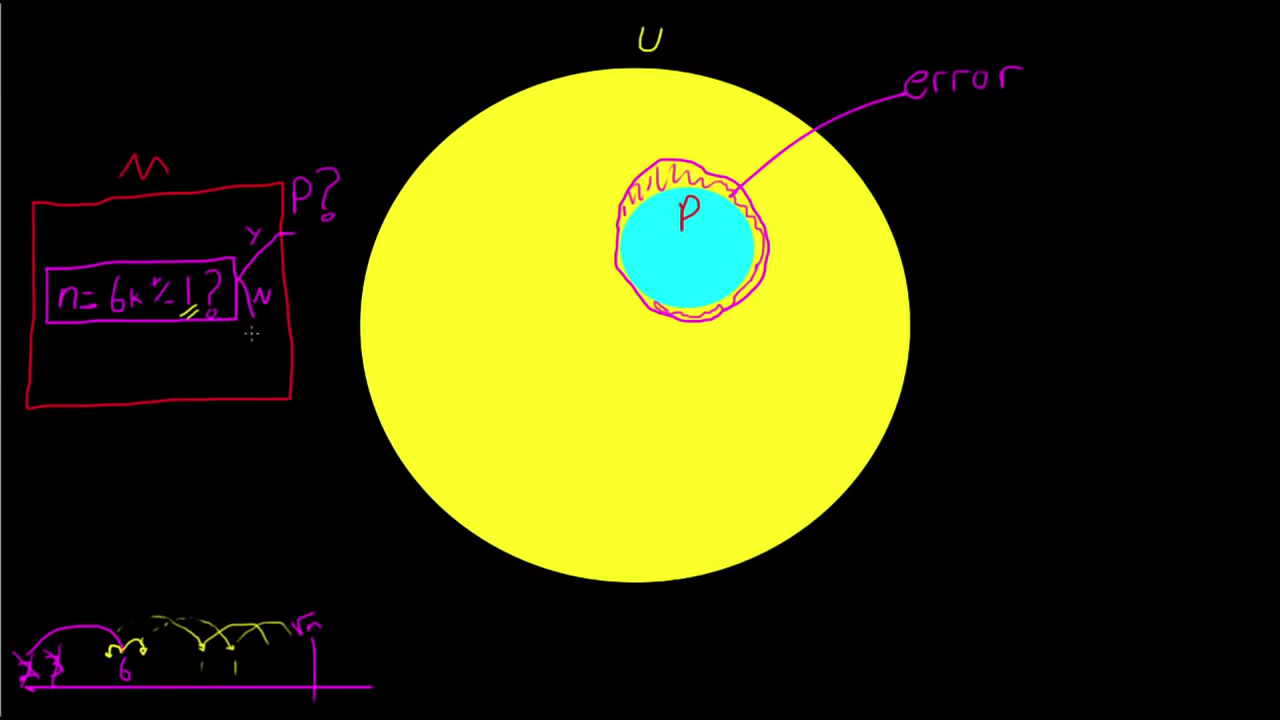 U
error
M
P?
P
Y
n= 6k +/- 1?
N
√n
6